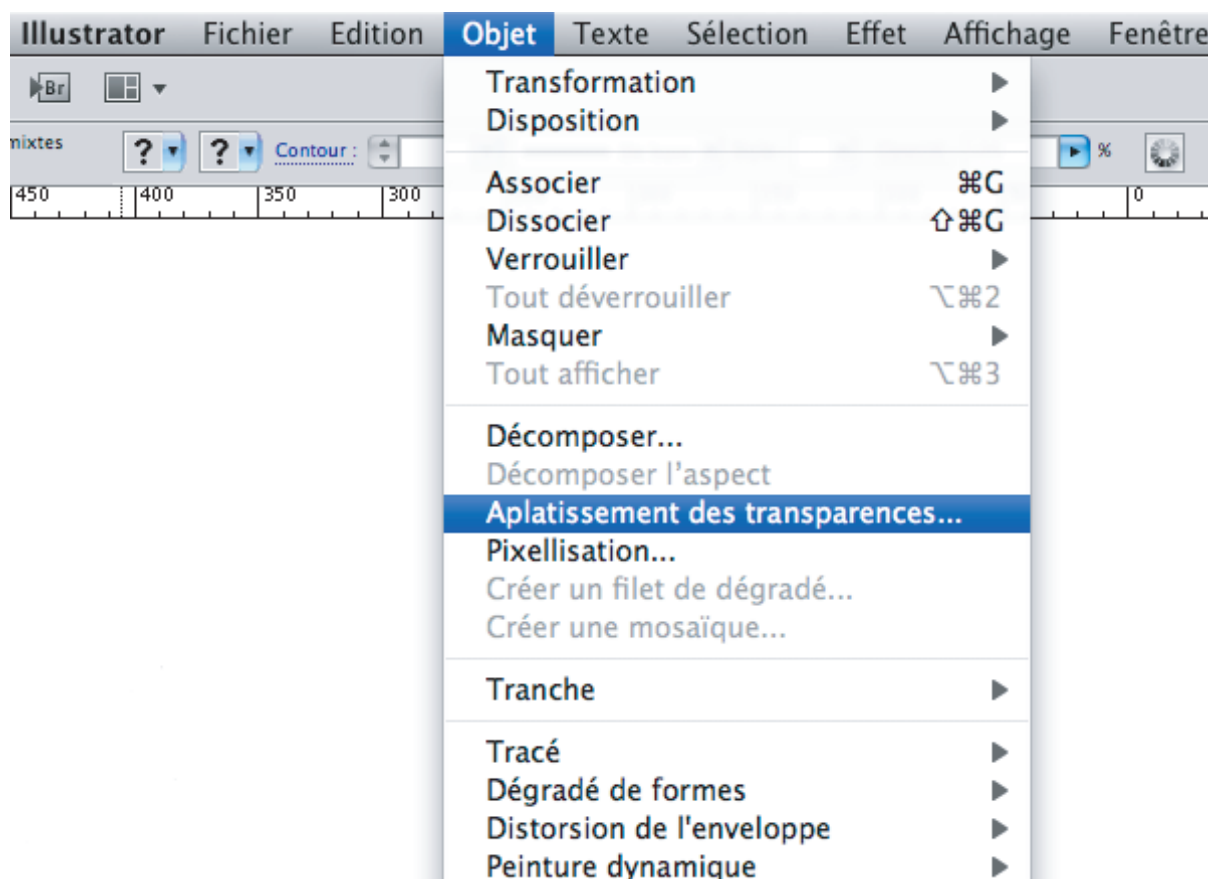 Illustrator Fichier Edition Objet Texte Sélection Effet Affichage Fenêtre
Br
mixtes ? ? Contour : %
450 400 350 300 0
Transformation
Disposition
Associer ⌘G
Dissocier ⇧⌘G
Verrouiller
Tout déverrouiller ⌥⌘2
Masquer
Tout afficher ⌥⌘3
Décomposer...
Décomposer l'aspect
Aplatissement des transparences...
Pixellisation...
Créer un filet de dégradé...
Créer une mosaïque...
Tranche
Tracé
Dégradé de formes
Distorsion de l'enveloppe
Peinture dynamique